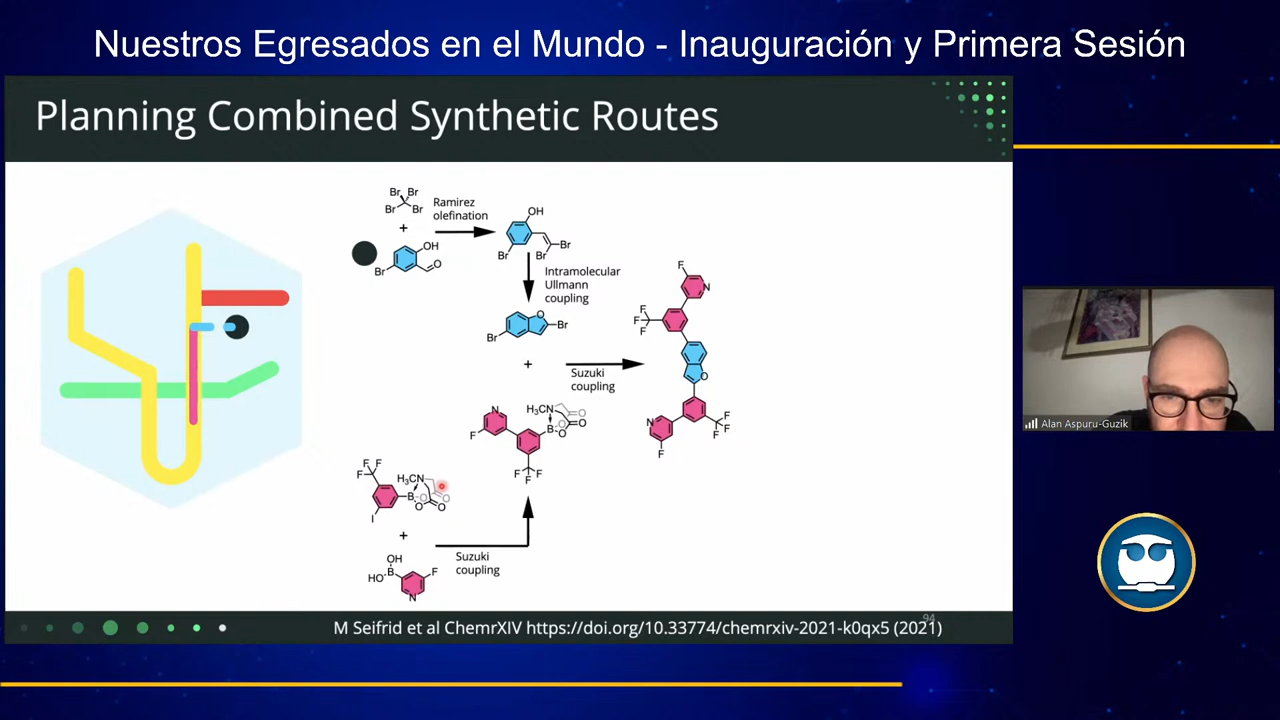 Nuestros Egresados en el Mundo - Inauguración y Primera Sesión
Planning Combined Synthetic Routes
Br Br
Br Br
+
OH
Br
O
Ramirez
olefination
OH
Br
Br
Br
Intramolecular
Ullmann
coupling
O
Br
Br
+
Suzuki
coupling
N
F
H₃CN
B
O
O
O
O
F F
F
F F
F
H₃CN
B
O
O
O
O
I
+
OH
HO
B
F
N
Suzuki
coupling
F
N
F
F
F
O
N
F
F
F
F
94
M Seifrid et al ChemrXIV https://doi.org/10.33774/chemrxiv-2021-k0qx5 (2021)
Alan Aspuru-Guzik